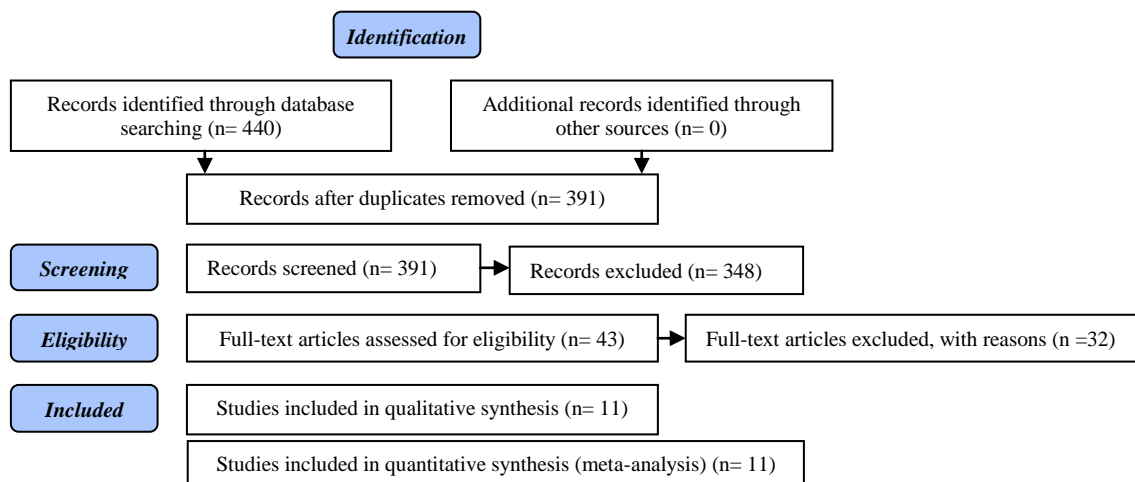 Identification
Records identified through database
searching (n= 440)
Additional records identified through
other sources (n= 0)
Records after duplicates removed (n= 391)
Screening
Records screened (n= 391)
Records excluded (n= 348)
Eligibility
Full-text articles assessed for eligibility (n= 43)
Full-text articles excluded, with reasons (n =32)
Included
Studies included in qualitative synthesis (n= 11)
Studies included in quantitative synthesis (meta-analysis) (n= 11)